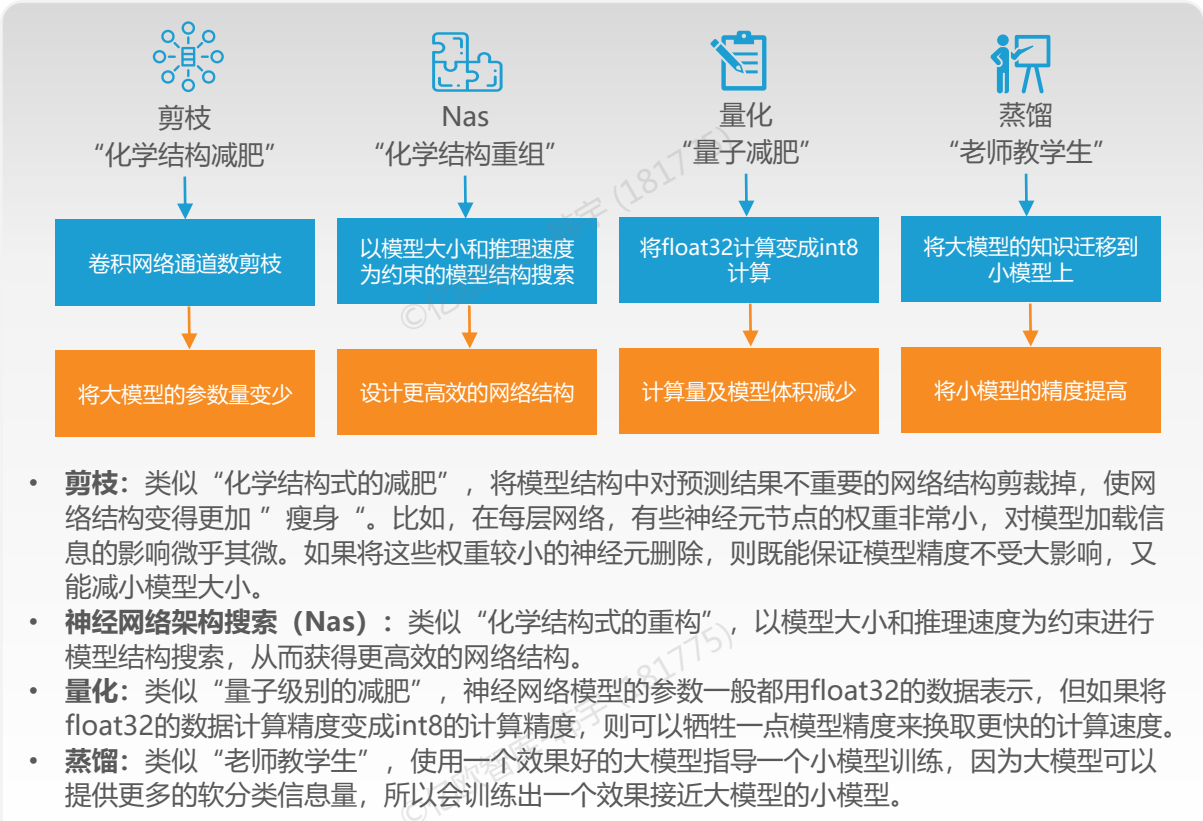 剪枝
“化学结构减肥”
Nas
“化学结构重组”
量化
“量子减肥”
蒸馏
“老师教学生”
卷积网络通道数剪枝
以模型大小和推理速度
为约束的模型结构搜索
将float32计算变成int8
计算
将大模型的知识迁移到
小模型上
将大模型的参数量变少
设计更高效的网络结构
计算量及模型体积减少
将小模型的精度提高
• 剪枝：类似“化学结构式的减肥”，将模型结构中对预测结果不重要的网络结构剪裁掉，使网
络结构变得更加 ”瘦身“。比如，在每层网络，有些神经元节点的权重非常小，对模型加载信
息的影响微乎其微。如果将这些权重较小的神经元删除，则既能保证模型精度不受大影响，又
能减小模型大小。
• 神经网络架构搜索（Nas）：类似“化学结构式的重构”，以模型大小和推理速度为约束进行
模型结构搜索，从而获得更高效的网络结构。
• 量化：类似“量子级别的减肥”，神经网络模型的参数一般都用float32的数据表示，但如果将
float32的数据计算精度变成int8的计算精度，则可以牺牲一点模型精度来换取更快的计算速度。
• 蒸馏：类似“老师教学生”，使用一个效果好的大模型指导一个小模型训练，因为大模型可以
提供更多的软分类信息量，所以会训练出一个效果接近大模型的小模型。
(181775)